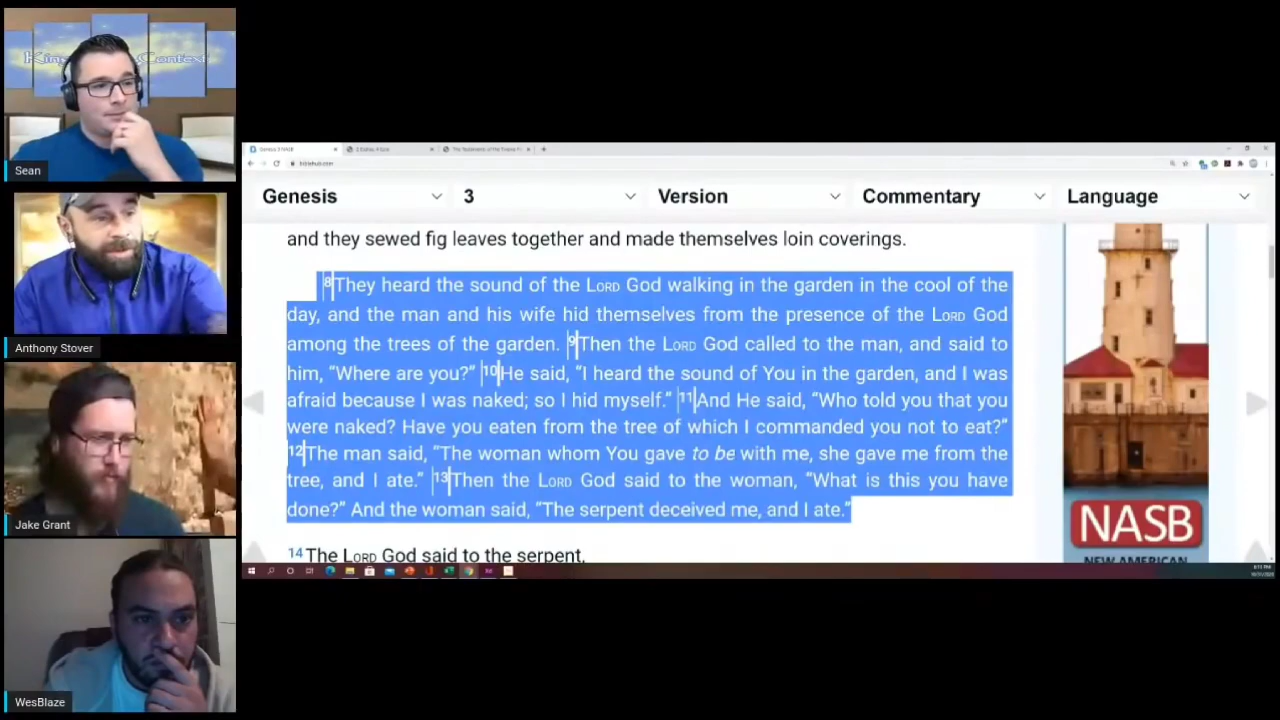 Sean
Anthony Stover
Jake Grant
WesBlaze
Genesis 3 NASB
biblehub.com
Genesis 3 Version Commentary Language
and they sewed fig leaves together and made themselves loin coverings.
8They heard the sound of the LORD God walking in the garden in the cool of the
day, and the man and his wife hid themselves from the presence of the LORD God
among the trees of the garden. 9Then the LORD God called to the man, and said to
him, “Where are you?” 10He said, “I heard the sound of You in the garden, and I was
afraid because I was naked; so I hid myself.” 11And He said, “Who told you that you
were naked? Have you eaten from the tree of which I commanded you not to eat?”
12The man said, “The woman whom You gave to be with me, she gave me from the
tree, and I ate.” 13Then the LORD God said to the woman, “What is this you have
done?” And the woman said, “The serpent deceived me, and I ate.”
14The LORD God said to the serpent,
NASB
NEW AMERICAN